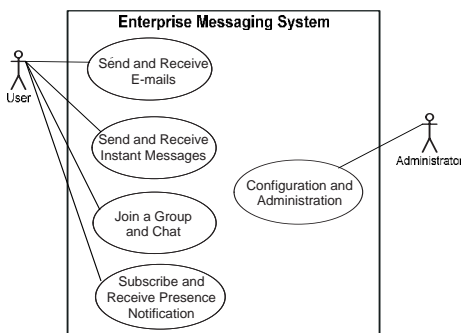 Enterprise Messaging System
Send and Receive
E-mails
User
Send and Receive
Instant Messages
Administrator
Configuration and
Administration
Join a Group
and Chat
Subscribe and
Receive Presence
Notification